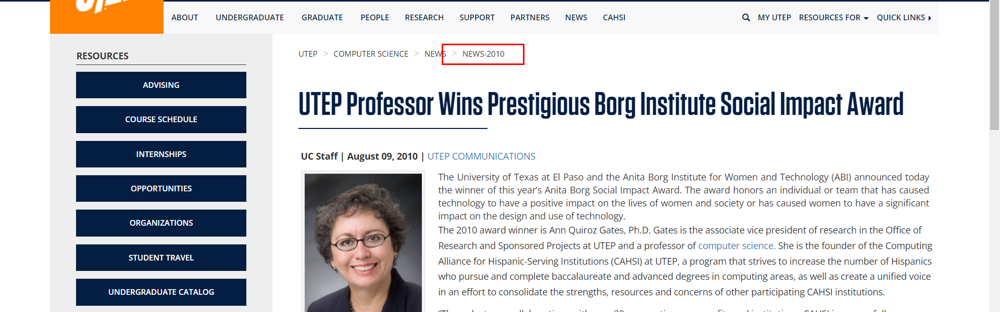 ABOUT UNDERGRADUATE GRADUATE PEOPLE RESEARCH SUPPORT PARTNERS NEWS CAHSI MY UTEP RESOURCES FOR QUICK LINKS
RESOURCES
ADVISING
COURSE SCHEDULE
INTERNSHIPS
OPPORTUNITIES
ORGANIZATIONS
STUDENT TRAVEL
UNDERGRADUATE CATALOG
UTEP > COMPUTER SCIENCE > NEWS > NEWS-2010
UTEP Professor Wins Prestigious Borg Institute Social Impact Award
UC Staff | August 09, 2010 | UTEP COMMUNICATIONS
The University of Texas at El Paso and the Anita Borg Institute for Women and Technology (ABI) announced today
the winner of this year’s Anita Borg Social Impact Award. The award honors an individual or team that has caused
technology to have a positive impact on the lives of women and society or has caused women to have a significant
impact on the design and use of technology.
The 2010 award winner is Ann Quiroz Gates, Ph.D. Gates is the associate vice president of research in the Office of
Research and Sponsored Projects at UTEP and a professor of computer science. She is the founder of the Computing
Alliance for Hispanic-Serving Institutions (CAHSI) at UTEP, a program that strives to increase the number of Hispanics
who pursue and complete baccalaureate and advanced degrees in computing areas, as well as create a unified voice
in an effort to consolidate the strengths, resources and concerns of other participating CAHSI institutions.